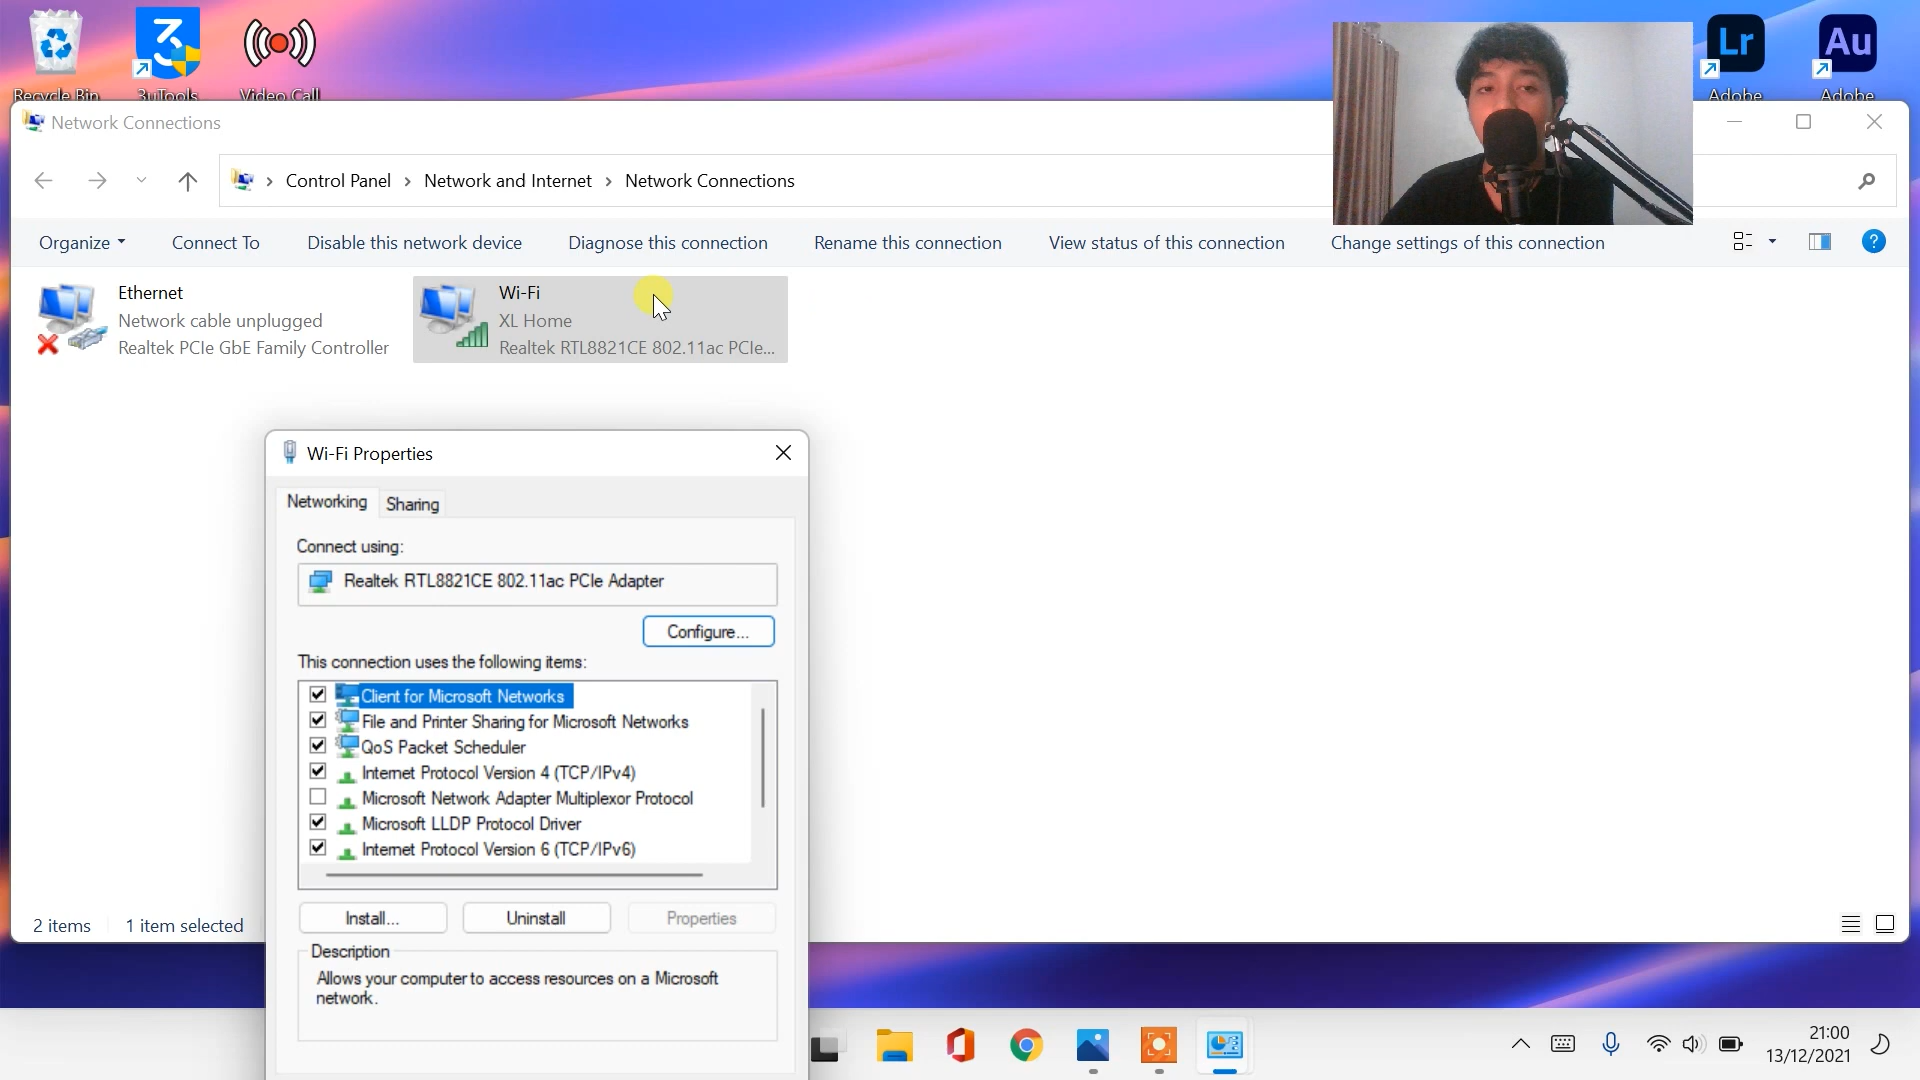 Recycle Bin
3uTools
Video Call
Lr
Adobe
Au
Adobe
Network Connections
Control Panel
Network and Internet
Network Connections
Organize
Connect To
Disable this network device
Diagnose this connection
Rename this connection
View status of this connection
Change settings of this connection
Ethernet
Network cable unplugged
Realtek PCIe GbE Family Controller
Wi-Fi
XL Home
Realtek RTL8821CE 802.11ac PCIe...
Wi-Fi Properties
Networking
Sharing
Connect using:
Realtek RTL8821CE 802.11ac PCIe Adapter
Configure...
This connection uses the following items:
Client for Microsoft Networks
File and Printer Sharing for Microsoft Networks
QoS Packet Scheduler
Internet Protocol Version 4 (TCP/IPv4)
Microsoft Network Adapter Multiplexor Protocol
Microsoft LLDP Protocol Driver
Internet Protocol Version 6 (TCP/IPv6)
Install...
Uninstall
Properties
Description
Allows your computer to access resources on a Microsoft
network.
2 items
1 item selected
21:00
13/12/2021